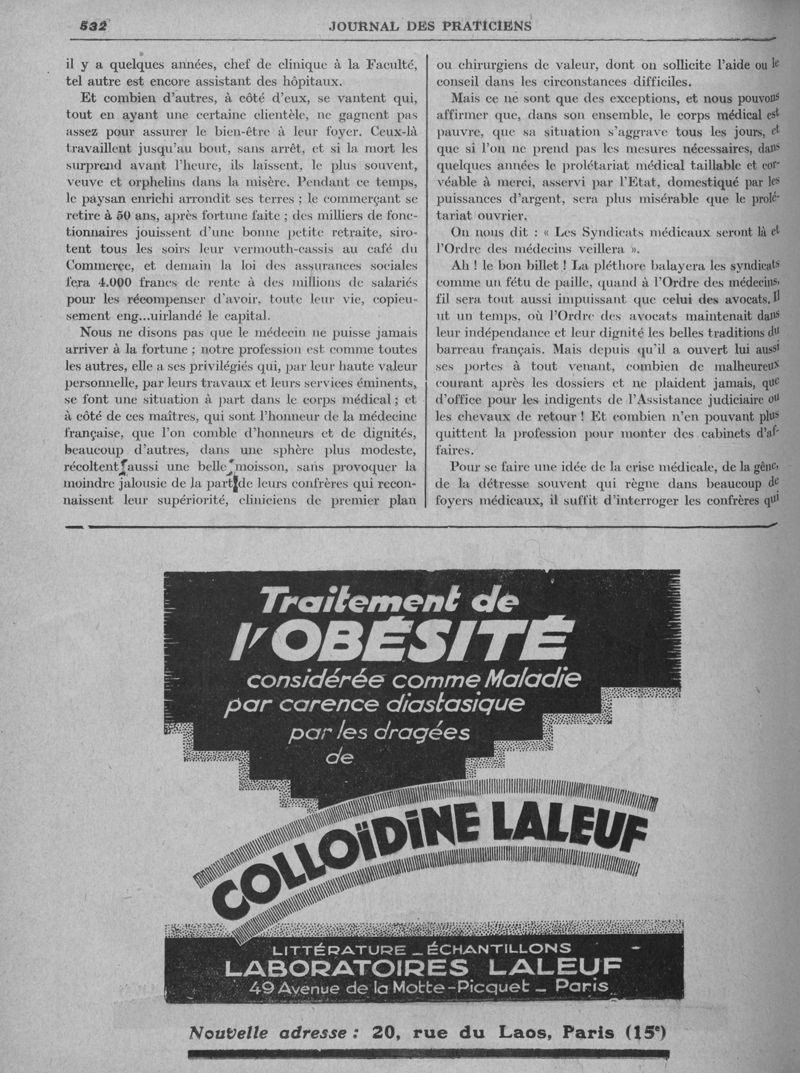 532
JOURNAL DES PRATICIENS
il y a quelques années, chef de clinique à la Faculté,
tel autre est encore assistant des hôpitaux.
Et combien d'autres, à côté d'eux, se vantent qui,
tout en ayant une certaine clientèle, ne gagnent pas
assez pour assurer le bien-être à leur foyer. Ceux-là
travaillent jusqu'au bout, sans arrêt, et si la mort les
surprend avant l'heure, ils laissent, le plus souvent,
veuve et orphelins dans la misère. Pendant ce temps,
le paysan enrichi arrondit ses terres ; le commerçant se
retire à 50 ans, après fortune faite ; des milliers de fonc-
tionnaires jouissent d'une bonne petite retraite, siro-
tent tous les soirs leur vermouth-cassis au café du
Commerce, et demain la loi des assurances sociales
fera 4.000 francs de rente à des millions de salariés
pour les récompenser d'avoir, toute leur vie, copieu-
sement eng...uirlandé le capital.
Nous ne disons pas que le médecin ne puisse jamais
arriver à la fortune ; notre profession est comme toutes
les autres, elle a ses privilégiés qui, par leur haute valeur
personnelle, par leurs travaux et leurs services éminents,
se font une situation à part dans le corps médical ; et
à côté de ces maîtres, qui sont l'honneur de la médecine
française, que l'on comble d'honneurs et de dignités,
beaucoup d'autres, dans une sphère plus modeste,
récoltent aussi une belle moisson, sans provoquer la
moindre jalousie de la part de leurs confrères qui recon-
naissent leur supériorité, cliniciens de premier plan
ou chirurgiens de valeur, dont on sollicite l'aide ou le
conseil dans les circonstances difficiles.
Mais ce ne sont que des exceptions, et nous pouvons
affirmer que, dans son ensemble, le corps médical est
pauvre, que sa situation s'aggrave tous les jours, et
que si l'on ne prend pas les mesures nécessaires, dans
quelques années le prolétariat médical taillable et cor-
véable à merci, asservi par l'Etat, domestiqué par les
puissances d'argent, sera plus misérable que le prolé-
tariat ouvrier.
On nous dit : « Les Syndicats médicaux seront là et
l'Ordre des médecins veillera ».
Ah ! le bon billet ! La pléthore balayera les syndicats
comme un fétu de paille, quand à l'Ordre des médecins,
fil sera tout aussi impuissant que celui des avocats. Il
ut un temps, où l'Ordre des avocats maintenait dans
leur indépendance et leur dignité les belles traditions du
barreau français. Mais depuis qu'il a ouvert lui aussi
ses portes à tout venant, combien de malheureux
courant après les dossiers et ne plaident jamais, que
d'office pour les indigents de l'Assistance judiciaire ou
les chevaux de retour ! Et combien n'en pouvant plus
quittent la profession pour monter des cabinets d'af-
faires.
Pour se faire une idée de la crise médicale, de la gêne,
de la détresse souvent qui règne dans beaucoup de
foyers médicaux, il suffit d'interroger les confrères qui
Traitement de
l'OBÉSITÉ
considérée comme Maladie
par carence diastasique
par les dragées
de
COLLOÏDINE LALEUF
LITTÉRATURE _ ÉCHANTILLONS
LABORATOIRES LALEUF
49 Avenue de la Motte-Picquet _ Paris
Nouvelle adresse : 20, rue du Laos, Paris (15e)